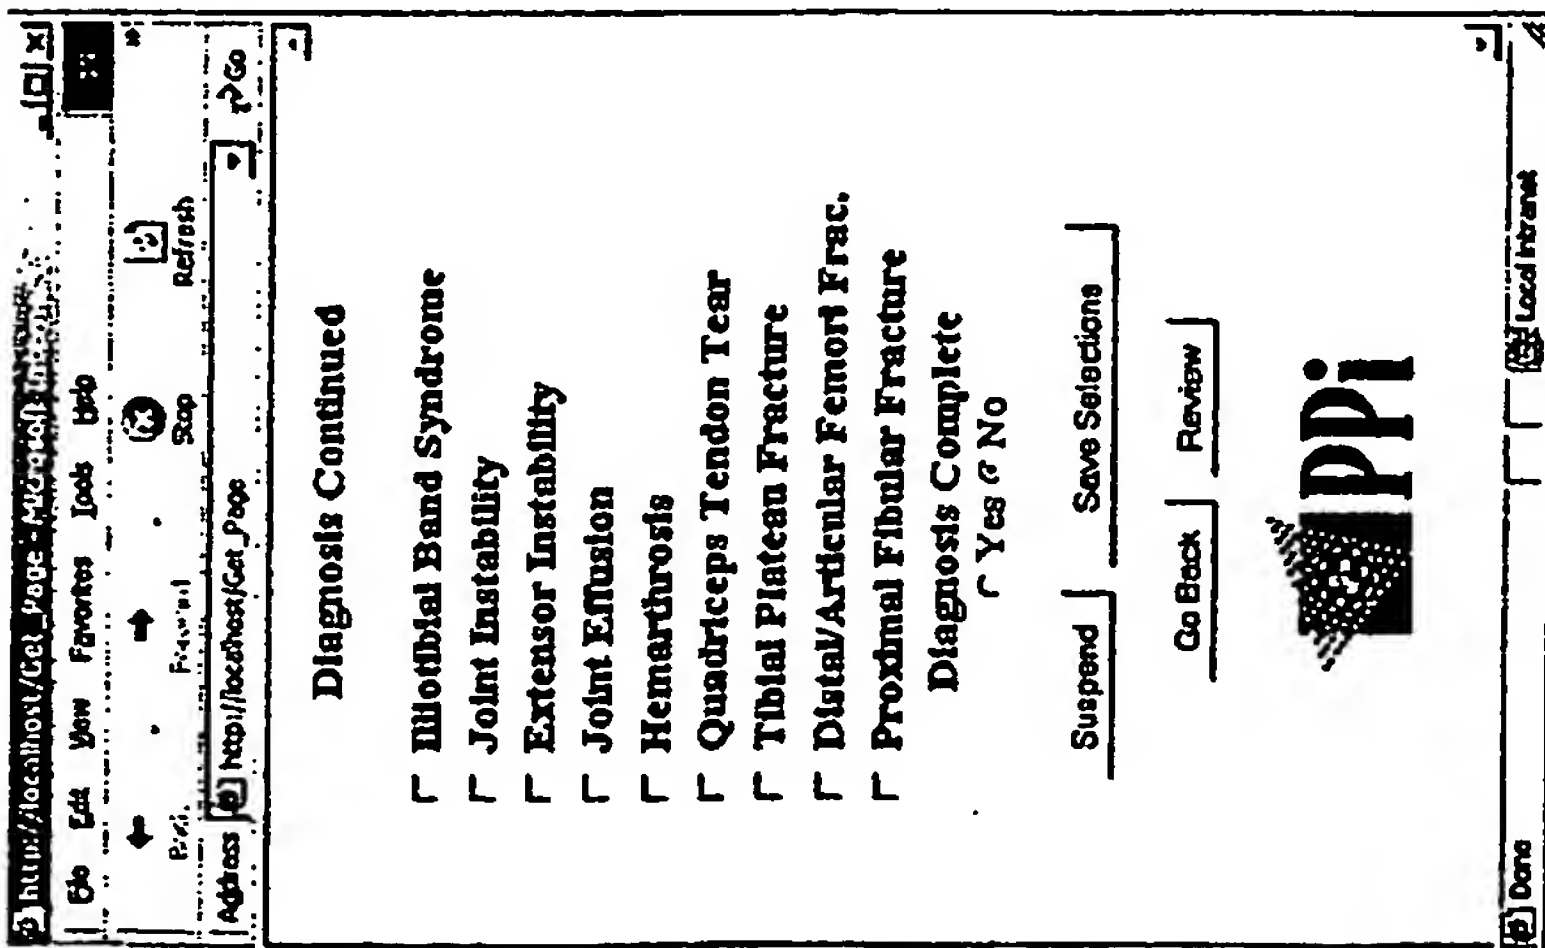 http://localhost/Get_Page - Microsoft Internet
File Edit View Favorites Tools Help
Back Forward Stop Refresh
Address http://localhost/Get_Page Go
Diagnosis Continued
Iliotibial Band Syndrome
Joint Instability
Extensor Instability
Joint Effusion
Hemarthrosis
Quadriceps Tendon Tear
Tibial Plateau Fracture
Distal/Articular Femori Frac.
Proximal Fibular Fracture
Diagnosis Complete
Yes No
Suspend Save Selections
Go Back Review
PPi
Done Local intranet